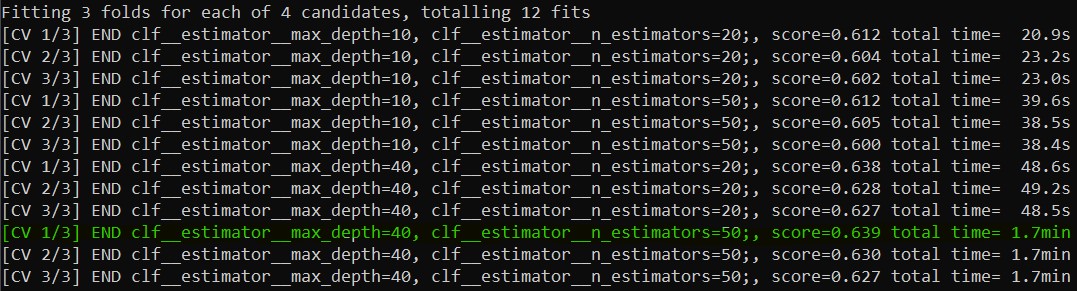 Fitting 3 folds for each of 4 candidates, totalling 12 fits
[CV 1/3] END clf__estimator__max_depth=10, clf__estimator__n_estimators=20;, score=0.612 total time=  20.9s
[CV 2/3] END clf__estimator__max_depth=10, clf__estimator__n_estimators=20;, score=0.604 total time=  23.2s
[CV 3/3] END clf__estimator__max_depth=10, clf__estimator__n_estimators=20;, score=0.602 total time=  23.0s
[CV 1/3] END clf__estimator__max_depth=10, clf__estimator__n_estimators=50;, score=0.612 total time=  39.6s
[CV 2/3] END clf__estimator__max_depth=10, clf__estimator__n_estimators=50;, score=0.605 total time=  38.5s
[CV 3/3] END clf__estimator__max_depth=10, clf__estimator__n_estimators=50;, score=0.600 total time=  38.4s
[CV 1/3] END clf__estimator__max_depth=40, clf__estimator__n_estimators=20;, score=0.638 total time=  48.6s
[CV 2/3] END clf__estimator__max_depth=40, clf__estimator__n_estimators=20;, score=0.628 total time=  49.2s
[CV 3/3] END clf__estimator__max_depth=40, clf__estimator__n_estimators=20;, score=0.627 total time=  48.5s
[CV 1/3] END clf__estimator__max_depth=40, clf__estimator__n_estimators=50;, score=0.639 total time= 1.7min
[CV 2/3] END clf__estimator__max_depth=40, clf__estimator__n_estimators=50;, score=0.630 total time= 1.7min
[CV 3/3] END clf__estimator__max_depth=40, clf__estimator__n_estimators=50;, score=0.627 total time= 1.7min